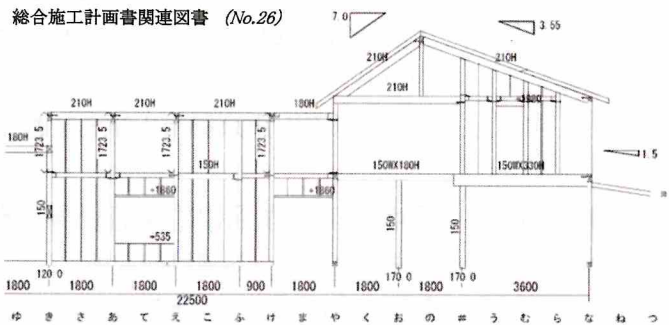 総合施工計画書関連図書 (No.26)
7.0
3.55
210H
210H
210H
210H 210H 210H 180H
180H
1723.5 1723.5 1723.5 1723.5
150H
150WX180H 150WX330H
1.5
+1860 +1860
150 150 150
+535
120 0 170 0 170 0
1800 1800 1800 1800 900 1800 1800 1800 1800 3600
22500
ゆ き さ あ て え こ ふ け ま や く お の ゐ う む ら な ね つ